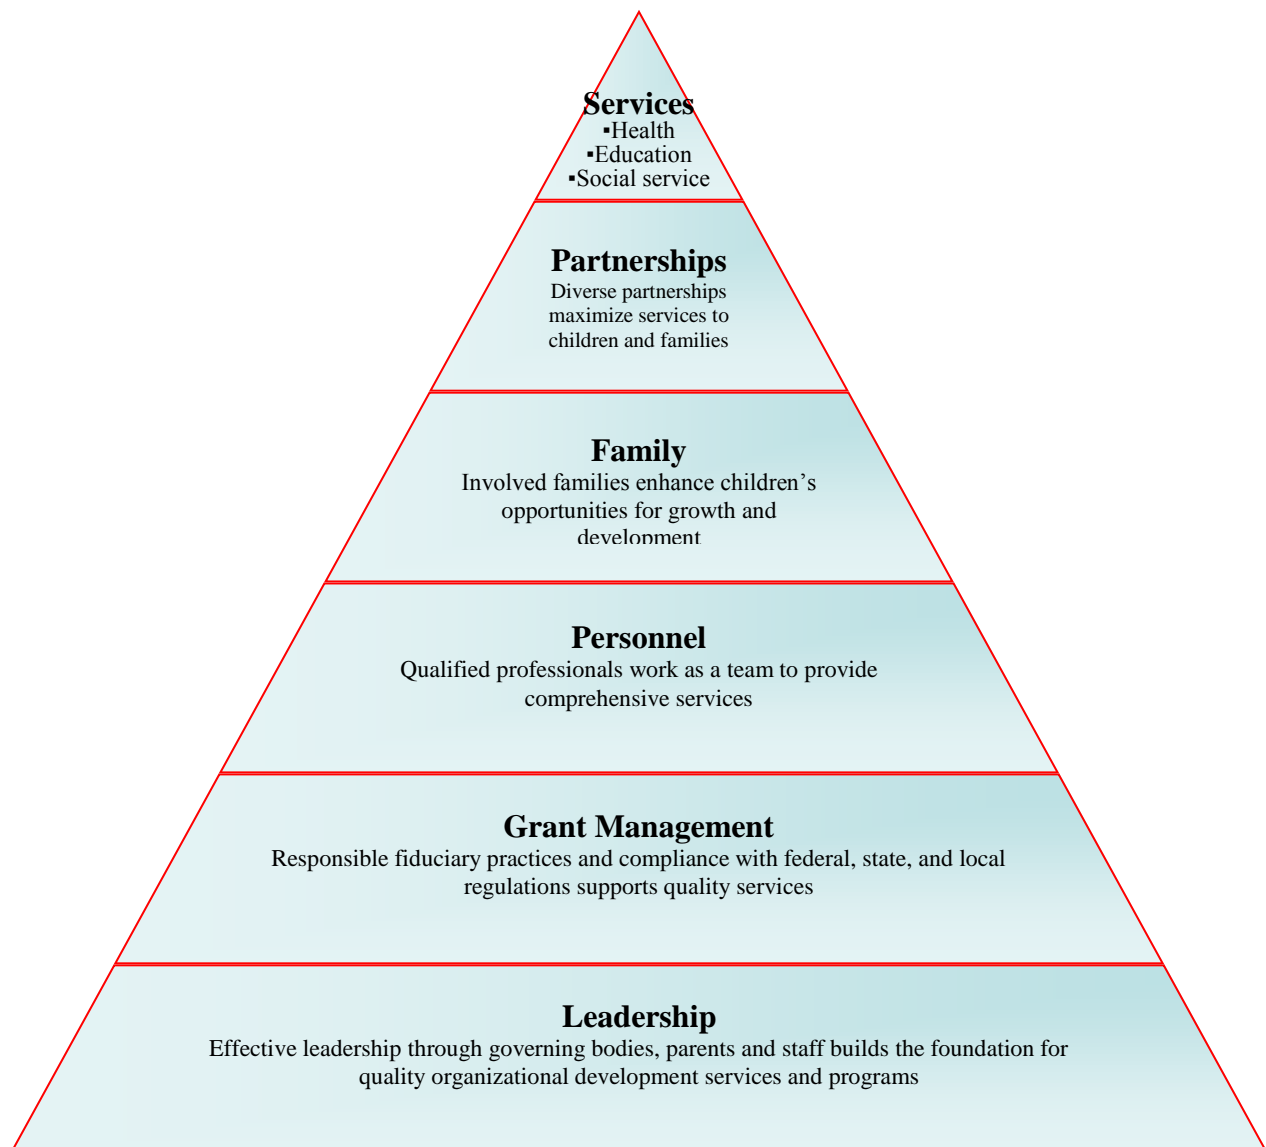 Services
▪Health
▪Education
▪Social service
Partnerships
Diverse partnerships
maximize services to
children and families
Family
Involved families enhance children’s
opportunities for growth and
development
Personnel
Qualified professionals work as a team to provide
comprehensive services
Grant Management
Responsible fiduciary practices and compliance with federal, state, and local
regulations supports quality services
Leadership
Effective leadership through governing bodies, parents and staff builds the foundation for
quality organizational development services and programs